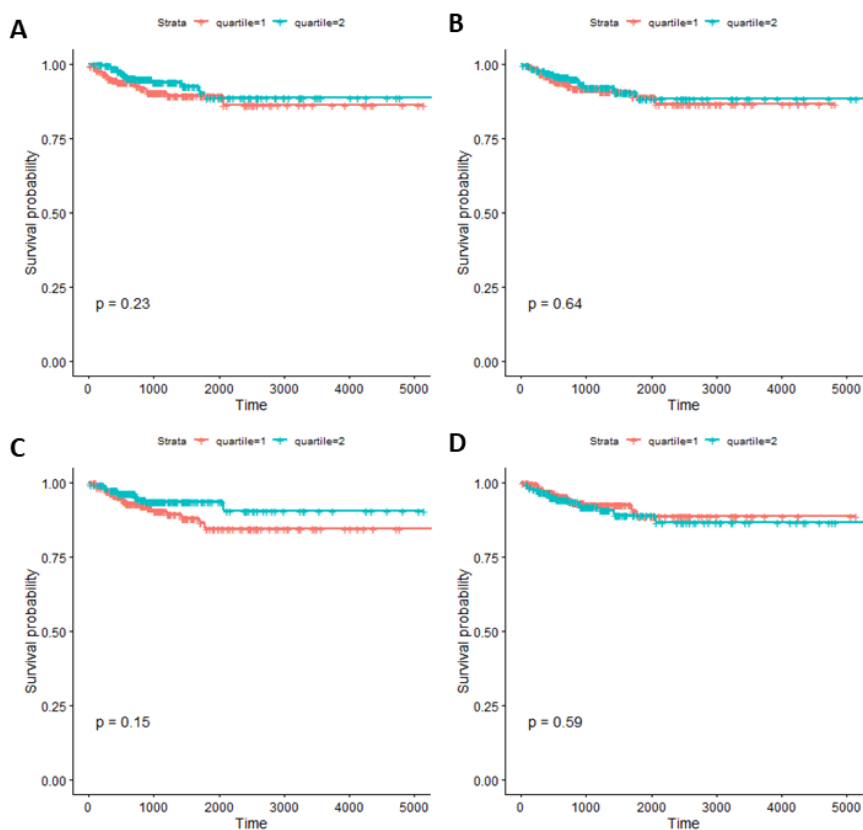 A
Strata quartile=1 quartile=2
1.00
0.75
0.50
0.25
0.00
Survival probability
p = 0.23
0 1000 2000 3000 4000 5000
Time
B
Strata quartile=1 quartile=2
1.00
0.75
0.50
0.25
0.00
Survival probability
p = 0.64
0 1000 2000 3000 4000 5000
Time
C
Strata quartile=1 quartile=2
1.00
0.75
0.50
0.25
0.00
Survival probability
p = 0.15
0 1000 2000 3000 4000 5000
Time
D
Strata quartile=1 quartile=2
1.00
0.75
0.50
0.25
0.00
Survival probability
p = 0.59
0 1000 2000 3000 4000 5000
Time